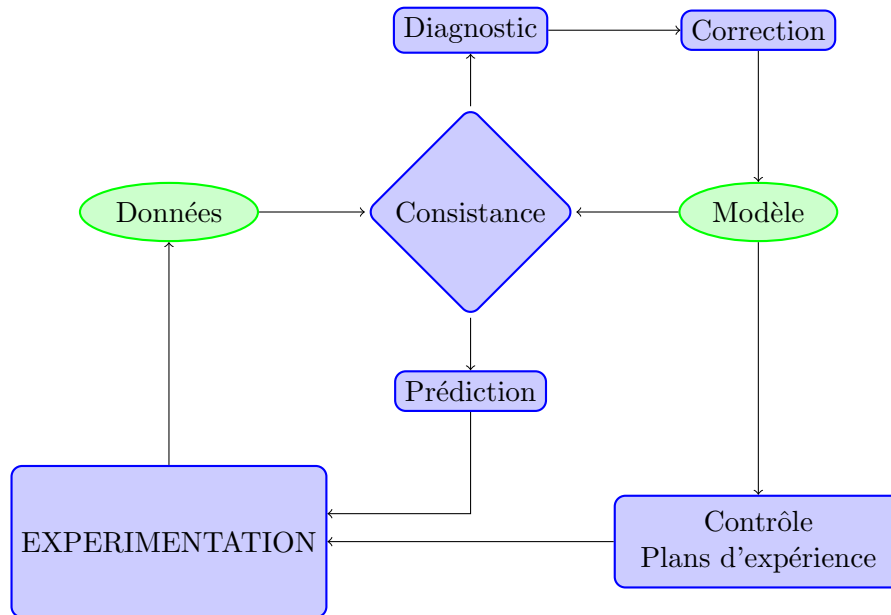 Diagnostic
Correction
Données
Consistance
Modèle
Prédiction
EXPERIMENTATION
Contrôle
Plans d'expérience